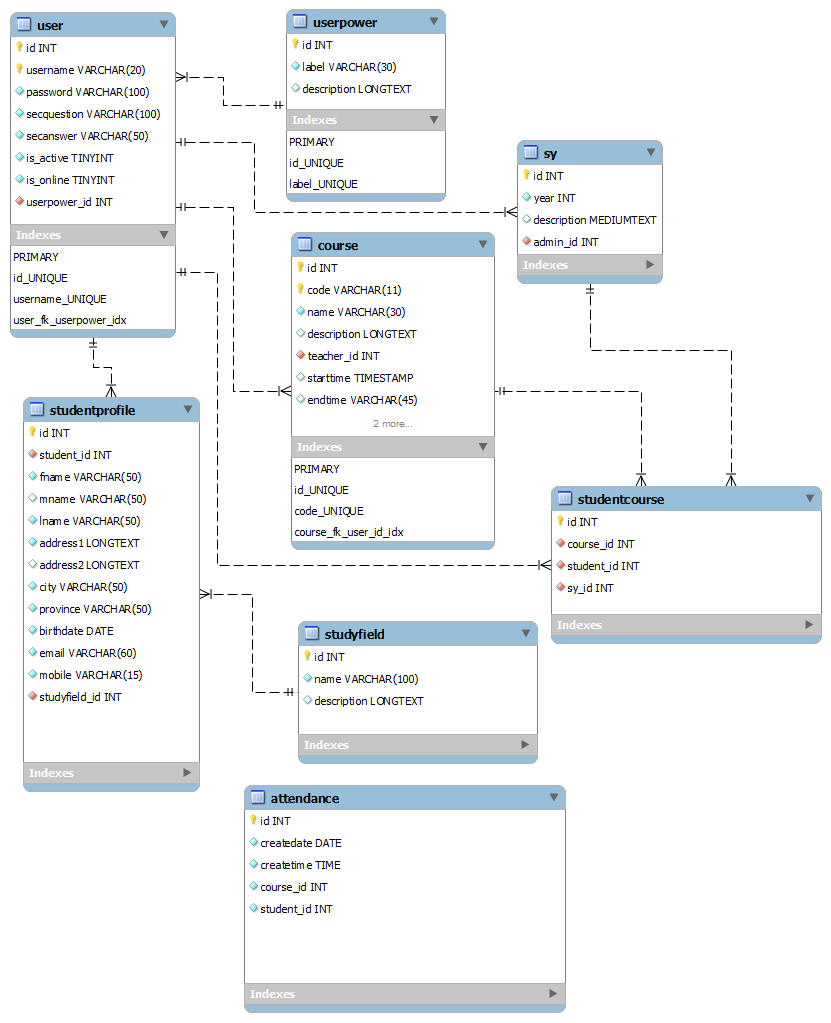 user
id INT
username VARCHAR(20)
password VARCHAR(100)
secquestion VARCHAR(100)
secanswer VARCHAR(50)
is_active TINYINT
is_online TINYINT
userpower_id INT
Indexes
PRIMARY
id_UNIQUE
username_UNIQUE
user_fk_userpower_idx
userpower
id INT
label VARCHAR(30)
description LONGTEXT
Indexes
PRIMARY
id_UNIQUE
label_UNIQUE
sy
id INT
year INT
description MEDIUMTEXT
admin_id INT
Indexes
course
id INT
code VARCHAR(11)
name VARCHAR(30)
description LONGTEXT
teacher_id INT
starttime TIMESTAMP
endtime VARCHAR(45)
2 more...
Indexes
PRIMARY
id_UNIQUE
code_UNIQUE
course_fk_user_id_idx
studentprofile
id INT
student_id INT
fname VARCHAR(50)
mname VARCHAR(50)
lname VARCHAR(50)
address1 LONGTEXT
address2 LONGTEXT
city VARCHAR(50)
province VARCHAR(50)
birthdate DATE
email VARCHAR(60)
mobile VARCHAR(15)
studyfield_id INT
Indexes
studentcourse
id INT
course_id INT
student_id INT
sy_id INT
Indexes
studyfield
id INT
name VARCHAR(100)
description LONGTEXT
Indexes
attendance
id INT
createdate DATE
createtime TIME
course_id INT
student_id INT
Indexes